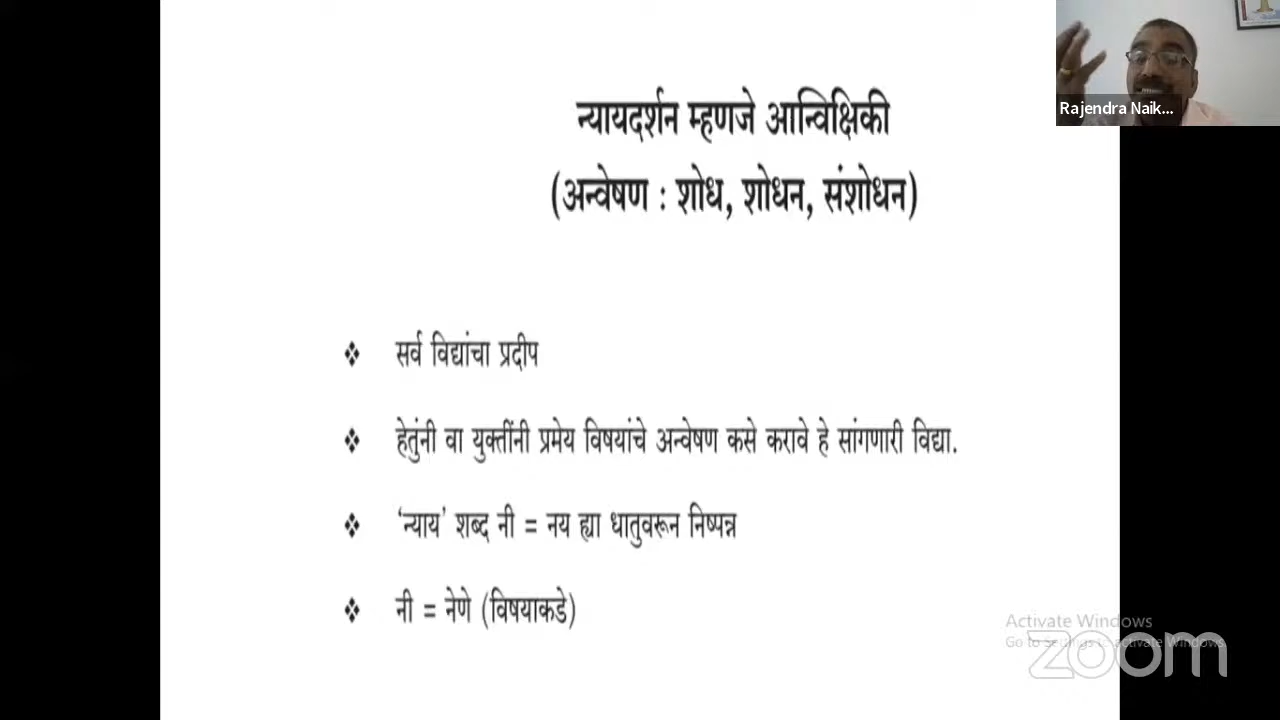 न्यायदर्शन म्हणजे आन्विक्षिकी
(अन्वेषण : शोध, शोधन, संशोधन)
Rajendra Naik...
❖ सर्व विद्यांचा प्रदीप
❖ हेतुंनी वा युक्तींनी प्रमेय विषयांचे अन्वेषण कसे करावे हे सांगणारी विद्या.
❖ ‘न्याय’ शब्द नी = नय ह्या धातुवरून निष्पन्न
❖ नी = नेणे (विषयाकडे)
Activate Windows
Go to Settings to activate Windows.
zoom